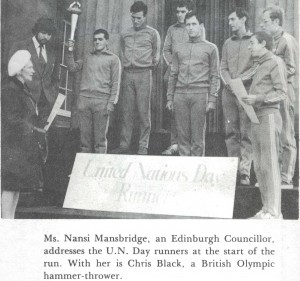 United Nations Day
Run
Ms. Nansi Mansbridge, an Edinburgh Councillor,
addresses the U.N. Day runners at the start of the
run. With her is Chris Black, a British Olympic
hammer-thrower.